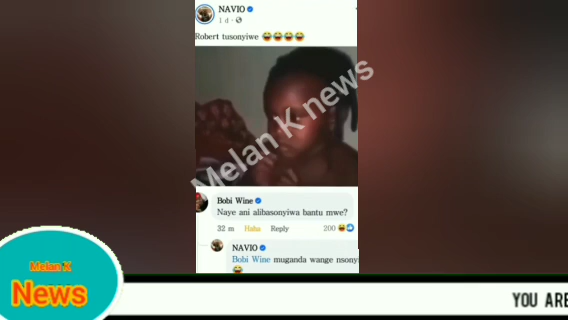 NAVIO
1 d
Robert tusonyiwe
Melan K news
Bobi Wine
Naye ani alibasonyiwa bantu mwe?
32 m Haha Reply 200
NAVIO
Bobi Wine muganda wange nsonyi
Melan K
News
YOU ARE